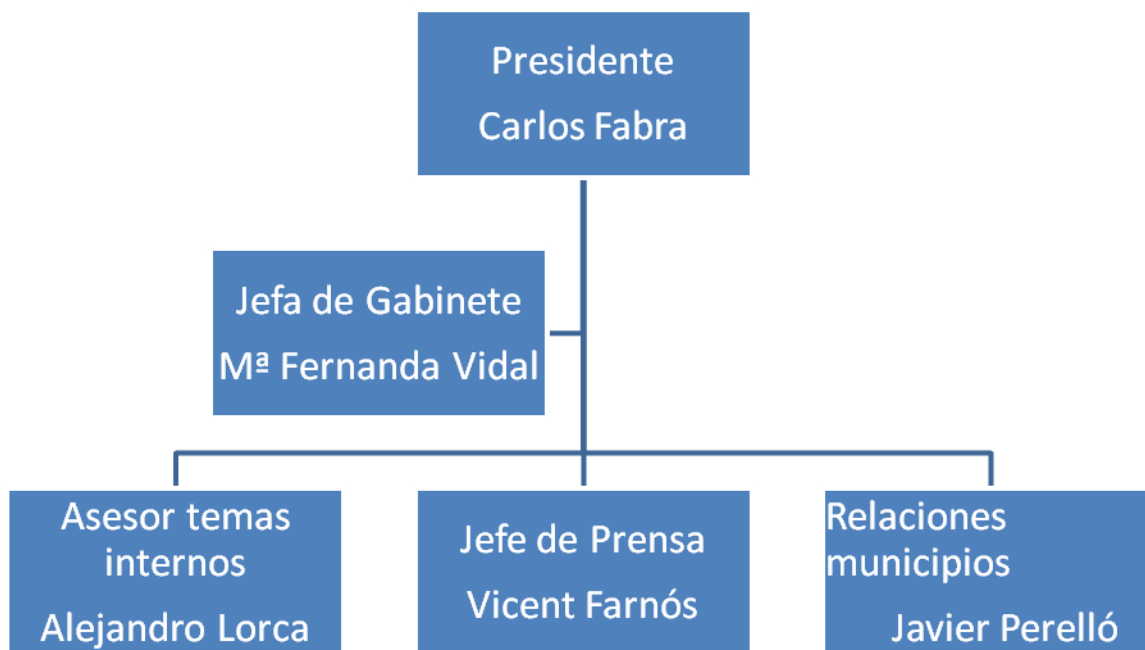 Presidente
Carlos Fabra
Jefa de Gabinete
Mª Fernanda Vidal
Asesor temas
internos
Alejandro Lorca
Jefe de Prensa
Vicent Farnós
Relaciones
municipios
Javier Perelló